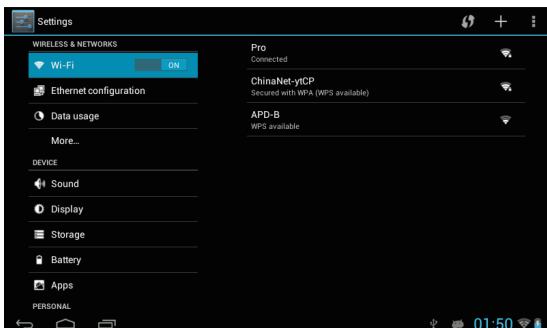 Settings
WIRELESS & NETWORKS
Wi-Fi ON
Ethernet configuration
Data usage
More...
DEVICE
Sound
Display
Storage
Battery
Apps
PERSONAL
Pro
Connected
ChinaNet-ytCP
Secured with WPA (WPS available)
APD-B
WPS available
01:50